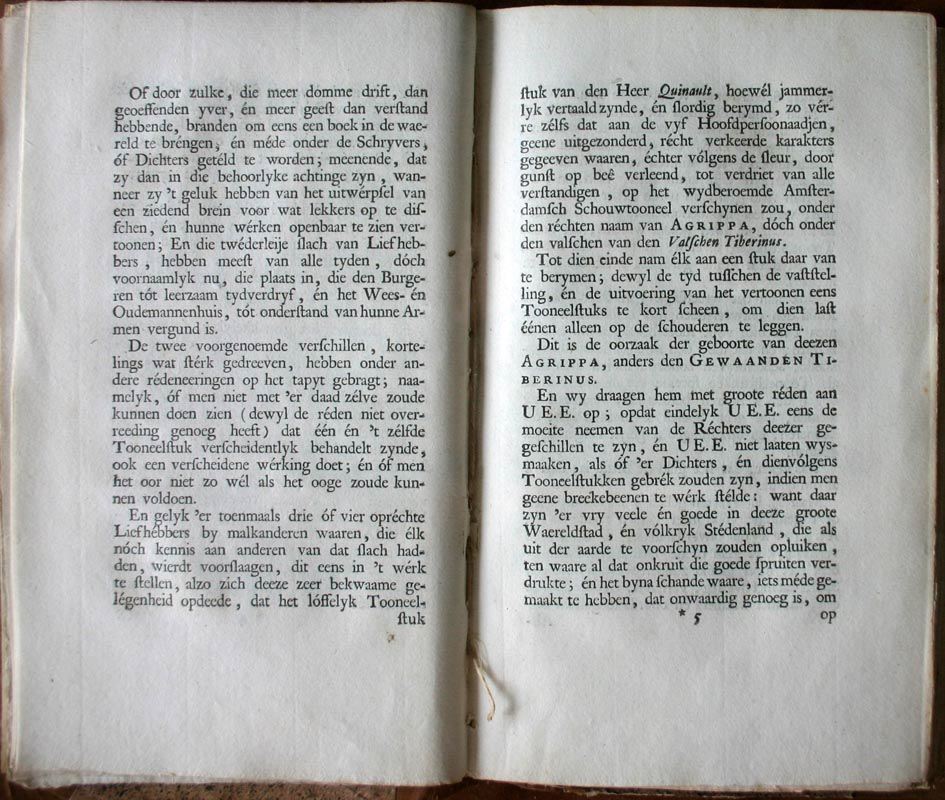 Of door zulke, die meer domme drift, dan
geoeffenden yver, én meer geeſt dan verſtand
hebbende, branden om eens een boek in de wae-
reld te bréngen, én méde onder de Schryvers,
óf Dichters getéld te worden; meenende, dat
zy dan in die behoorlyke achtinge zyn, wan-
neer zy 't geluk hebben van het uitwérpſel van
een ziedend brein voor wat lekkers op te diſ-
ſchen, én hunne wérken openbaar te zien ver-
toonen; En die twéderleije ſlach van Liefheb-
bers, hebben meeſt van alle tyden, dóch
voornaamlyk nu, die plaats in, die den Burge-
ren tót leerzaam tydverdryf, én het Wees- én
Oudemannenhuis, tót onderſtand van hunne Ar-
men vergund is.
De twee voorgenoemde verſchillen, korte-
lings wat ſtérk gedreeven, hebben onder an-
dere rédeneeringen op het tapyt gebragt; naa-
melyk, óf men niet met 'er daad zélve zoude
kunnen doen zien (dewyl de réden niet over-
reeding genoeg heeft) dat één én 't zélfde
Tooneelſtuk verſcheidentlyk behandelt zynde,
ook een verſcheidene wérking doet; én óf men
het oor niet zo wél als het ooge zoude kun-
nen voldoen.
En gelyk 'er toenmaals drie óf vier opréchte
Liefhébbers by malkanderen waaren, die élk
nóch kennis aan anderen van dat ſlach had-
den, wierdt voorſlaagen, dit eens in 't wérk
te ſtellen, alzo zich deeze zeer bekwaame ge-
légenheid opdeede, dat het lóffelyk Tooneel-
ſtuk
ſtuk van den Heer Quinault, hoewél jammer-
lyk vertaald zynde, én ſlordig berymd, zo vér-
re zélfs dat aan de vyf Hoofdperſoonaadjen,
geene uitgezonderd, récht verkeerde karakters
gegeeven waaren, échter vólgens de ſleur, door
gunſt op beê verleend, tot verdriet van alle
verſtandigen, op het wydberoemde Amſter-
damſch Schouwtooneel verſchynen zou, onder
den réchten naam van AGRIPPA, dóch onder
den valſchen van den Valſchen Tiberinus.
Tot dien einde nam élk aan een ſtuk daar van
te berymen; dewyl de tyd tuſſchen de vaſtſtel-
ling, én de uitvoering van het vertoonen eens
Tooneelſtuks te kort ſcheen, om dien laſt
éénen alleen op de ſchouderen te leggen.
Dit is de oorzaak der geboorte van deezen
AGRIPPA, anders den GEWAANDEN TI-
BERINUS.
En wy draagen hem met groote réden aan
U E. E. op; opdat eindelyk U E. E. eens de
moeite neemen van de Réchters deezer ge-
geſchillen te zyn, én U E. E. niet laaten wys-
maaken, als óf 'er Dichters, én dienvólgens
Tooneelſtukken gebrék zouden zyn, indien men
geene breekebeenen te wérk ſtélde: want daar
zyn 'er vry veele én goede in deeze groote
Waereldſtad, én vólkryk Stédenland, die als
uit der aarde te voorſchyn zouden opluiken,
ten waare al dat onkruid die goede ſpruiten ver-
drukte; én het byna ſchande waare, iets méde ge-
maakt te hebben, dat onwaardig genoeg is, om
* 5 op